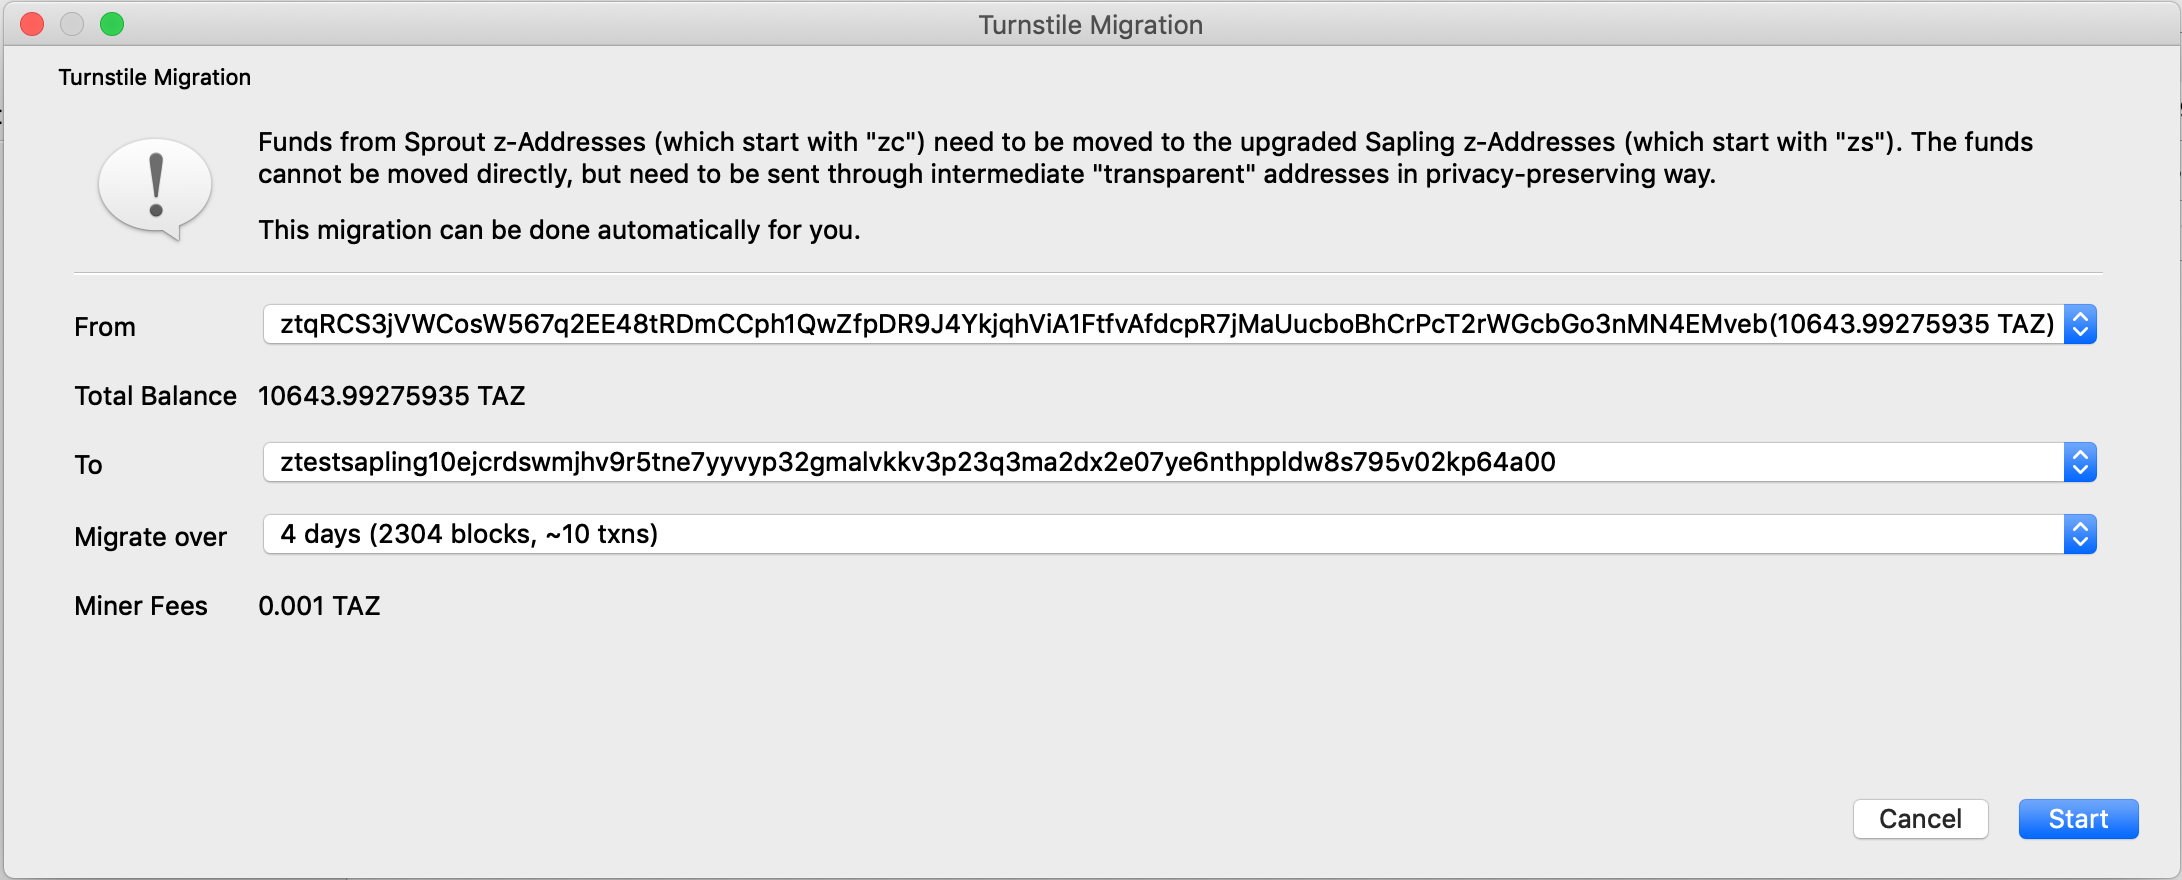 Turnstile Migration
Turnstile Migration
Funds from Sprout z-Addresses (which start with "zc") need to be moved to the upgraded Sapling z-Addresses (which start with "zs"). The funds
cannot be moved directly, but need to be sent through intermediate "transparent" addresses in privacy-preserving way.
This migration can be done automatically for you.
From ztqRCS3jVWCosW567q2EE48tRDmCCph1QwZfpDR9J4YkjqhViA1FtfvAfdcpR7jMaUucboBhCrPcT2rWGcbGo3nMN4EMveb(10643.99275935 TAZ)
Total Balance 10643.99275935 TAZ
To ztestsapling10ejcrdswmjhv9r5tne7yyvyp32gmalvkkv3p23q3ma2dx2e07ye6nthppldw8s795v02kp64a00
Migrate over 4 days (2304 blocks, ~10 txns)
Miner Fees 0.001 TAZ
Cancel Start